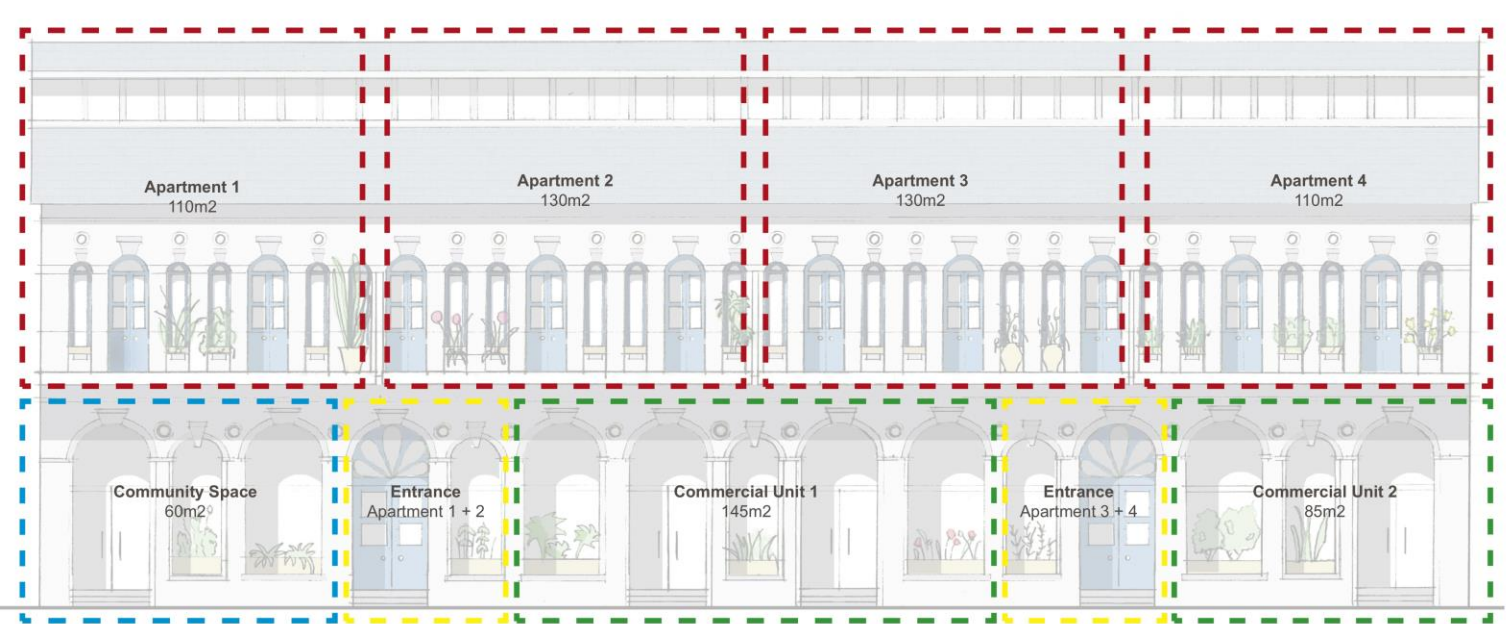 Apartment 1
110m2
Apartment 2
130m2
Apartment 3
130m2
Apartment 4
110m2
Community Space
60m2
Entrance
Apartment 1 + 2
Commercial Unit 1
145m2
Entrance
Apartment 3 + 4
Commercial Unit 2
85m2